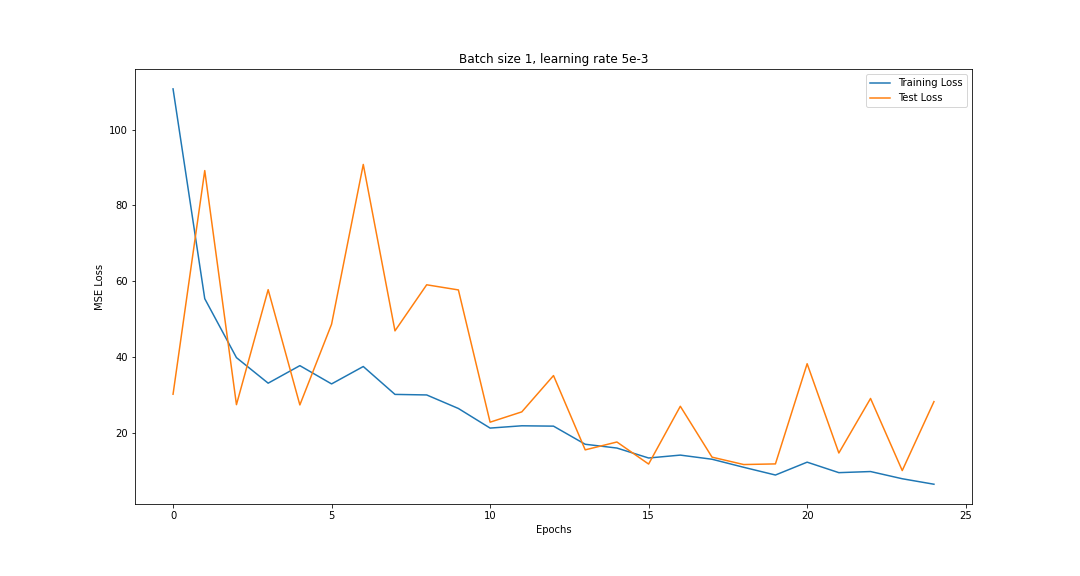 Batch size 1, learning rate 5e-3
Training Loss
Test Loss
100
80
60
40
20
MSE Loss
0 5 10 15 20 25
Epochs